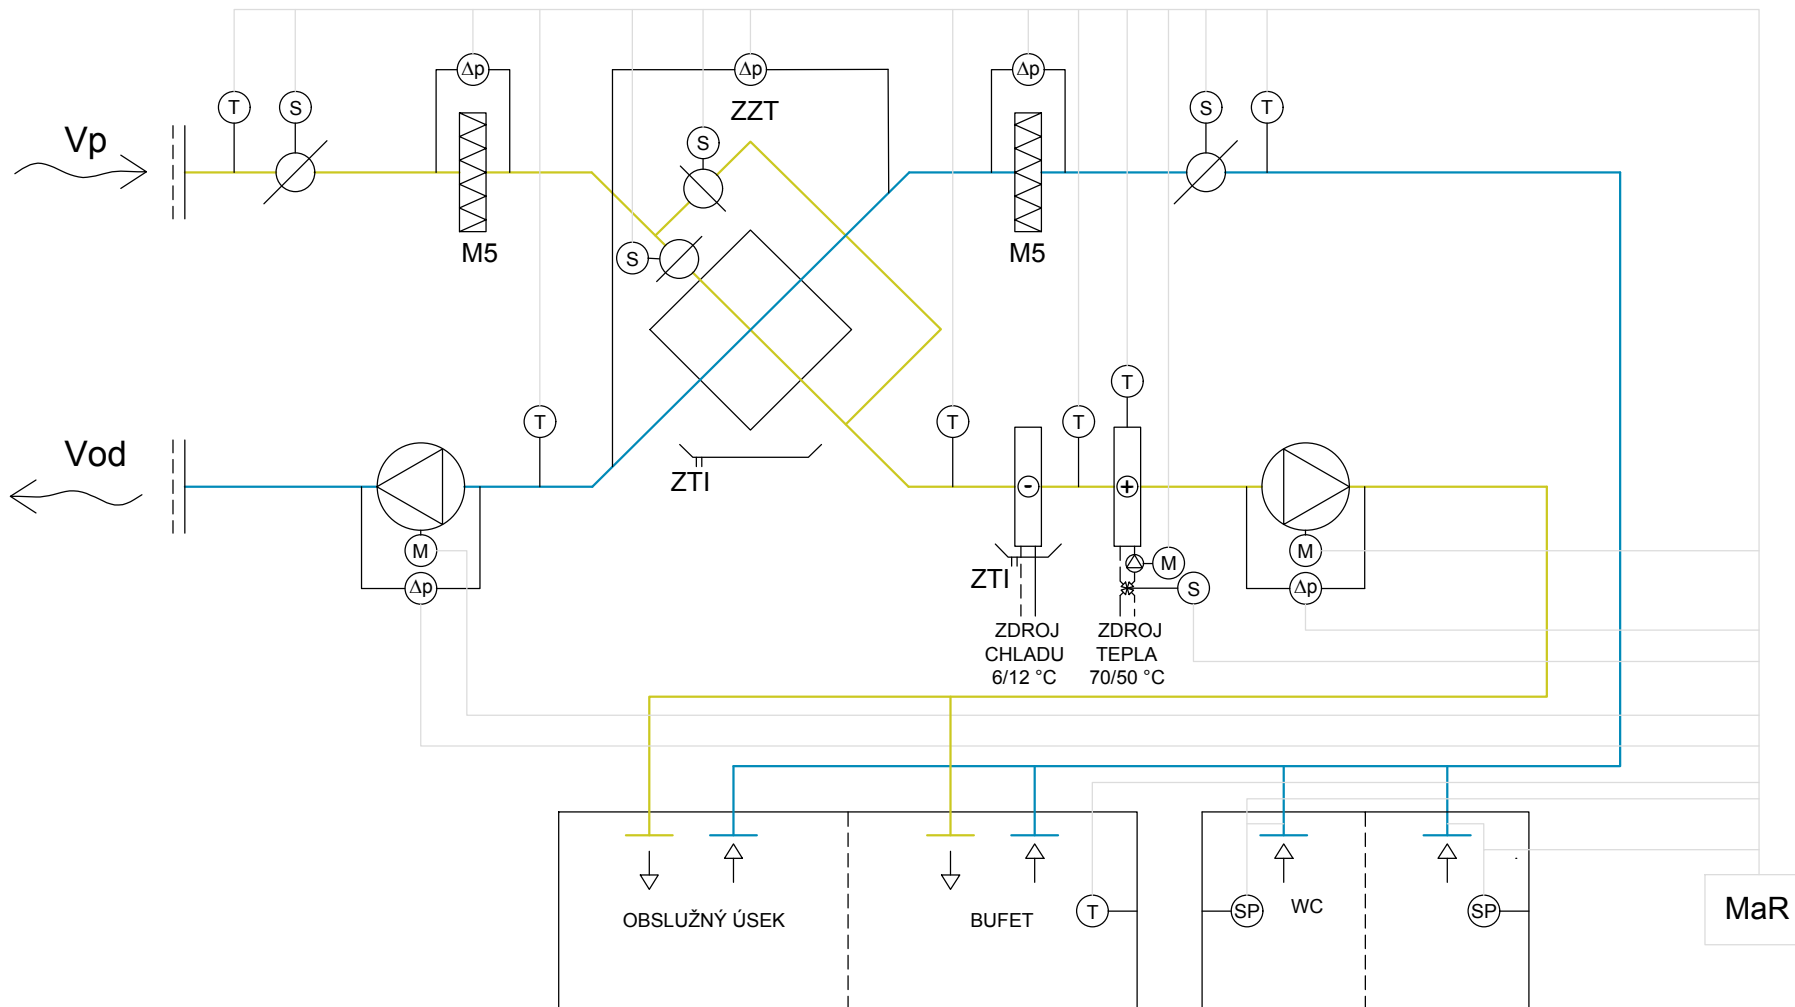 Δp
Δp
Δp
T
S
S
T
ZZT
Vp
S
M5
M5
S
T
T
T
T
Vod
ZTI
-
+
M
M
M
ZTI
Δp
S
Δp
ZDROJ
CHLADU
6/12 °C
ZDROJ
TEPLA
70/50 °C
OBSLUŽNÝ ÚSEK
BUFET
T
SP
WC
SP
MaR